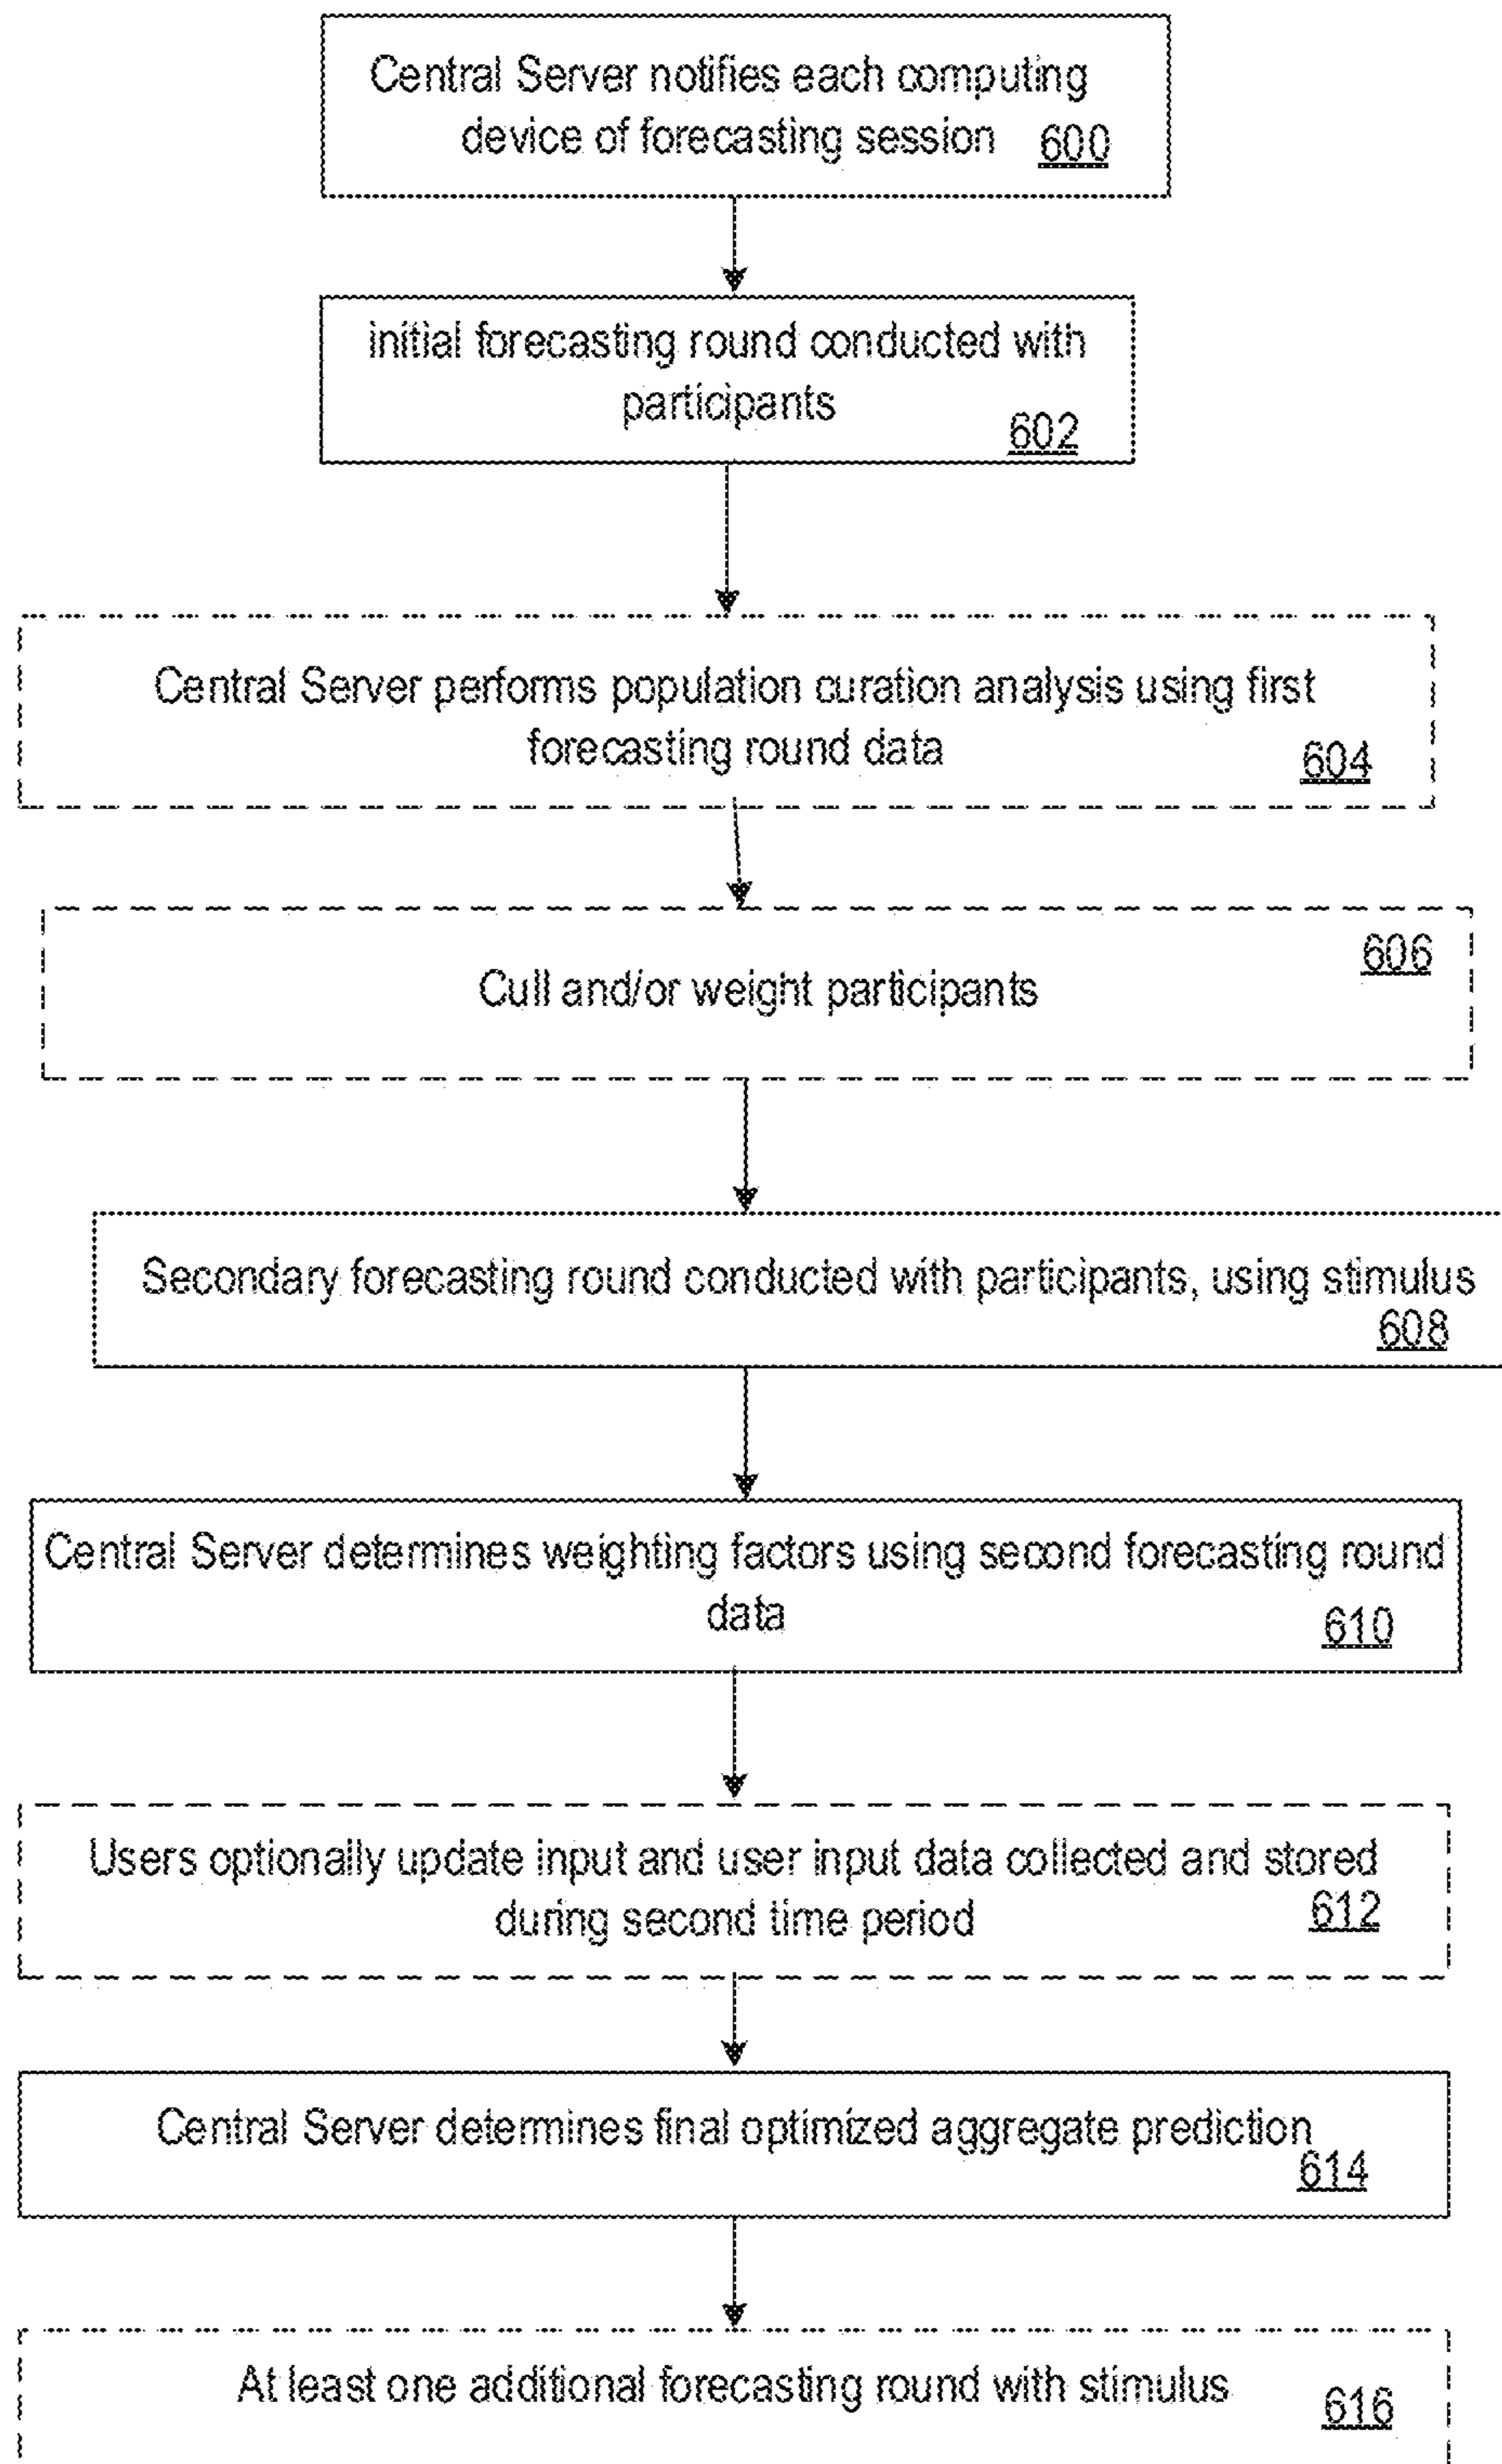 Central Server notifies each computing
device of forecasting session 600
initial forecasting round conducted with
participants
602
Central Server performs population curation analysis using first
forecasting round data
604
606
Cull and/or weight participants
Secondary forecasting round conducted with participants, using stimulus
608
Central Server determines weighting factors using second forecasting round
data
610
Users optionally update input and user input data collected and stored
during second time period
612
Central Server determines final optimized aggregate prediction
614
At least one additional forecasting round with stimulus
616